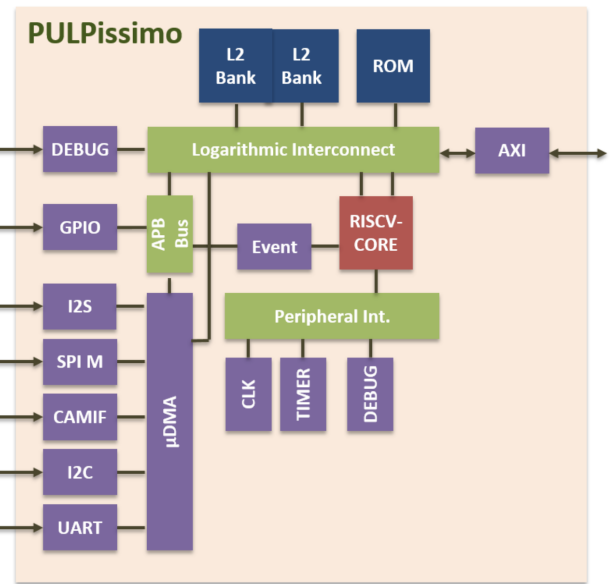 PULPissimo
L2
Bank
L2
Bank
ROM
DEBUG
Logarithmic Interconnect
AXI
GPIO
APB
Bus
Event
RISCV-
CORE
I2S
Peripheral Int.
SPI M
CLK
TIMER
DEBUG
CAMIF
µDMA
I2C
UART